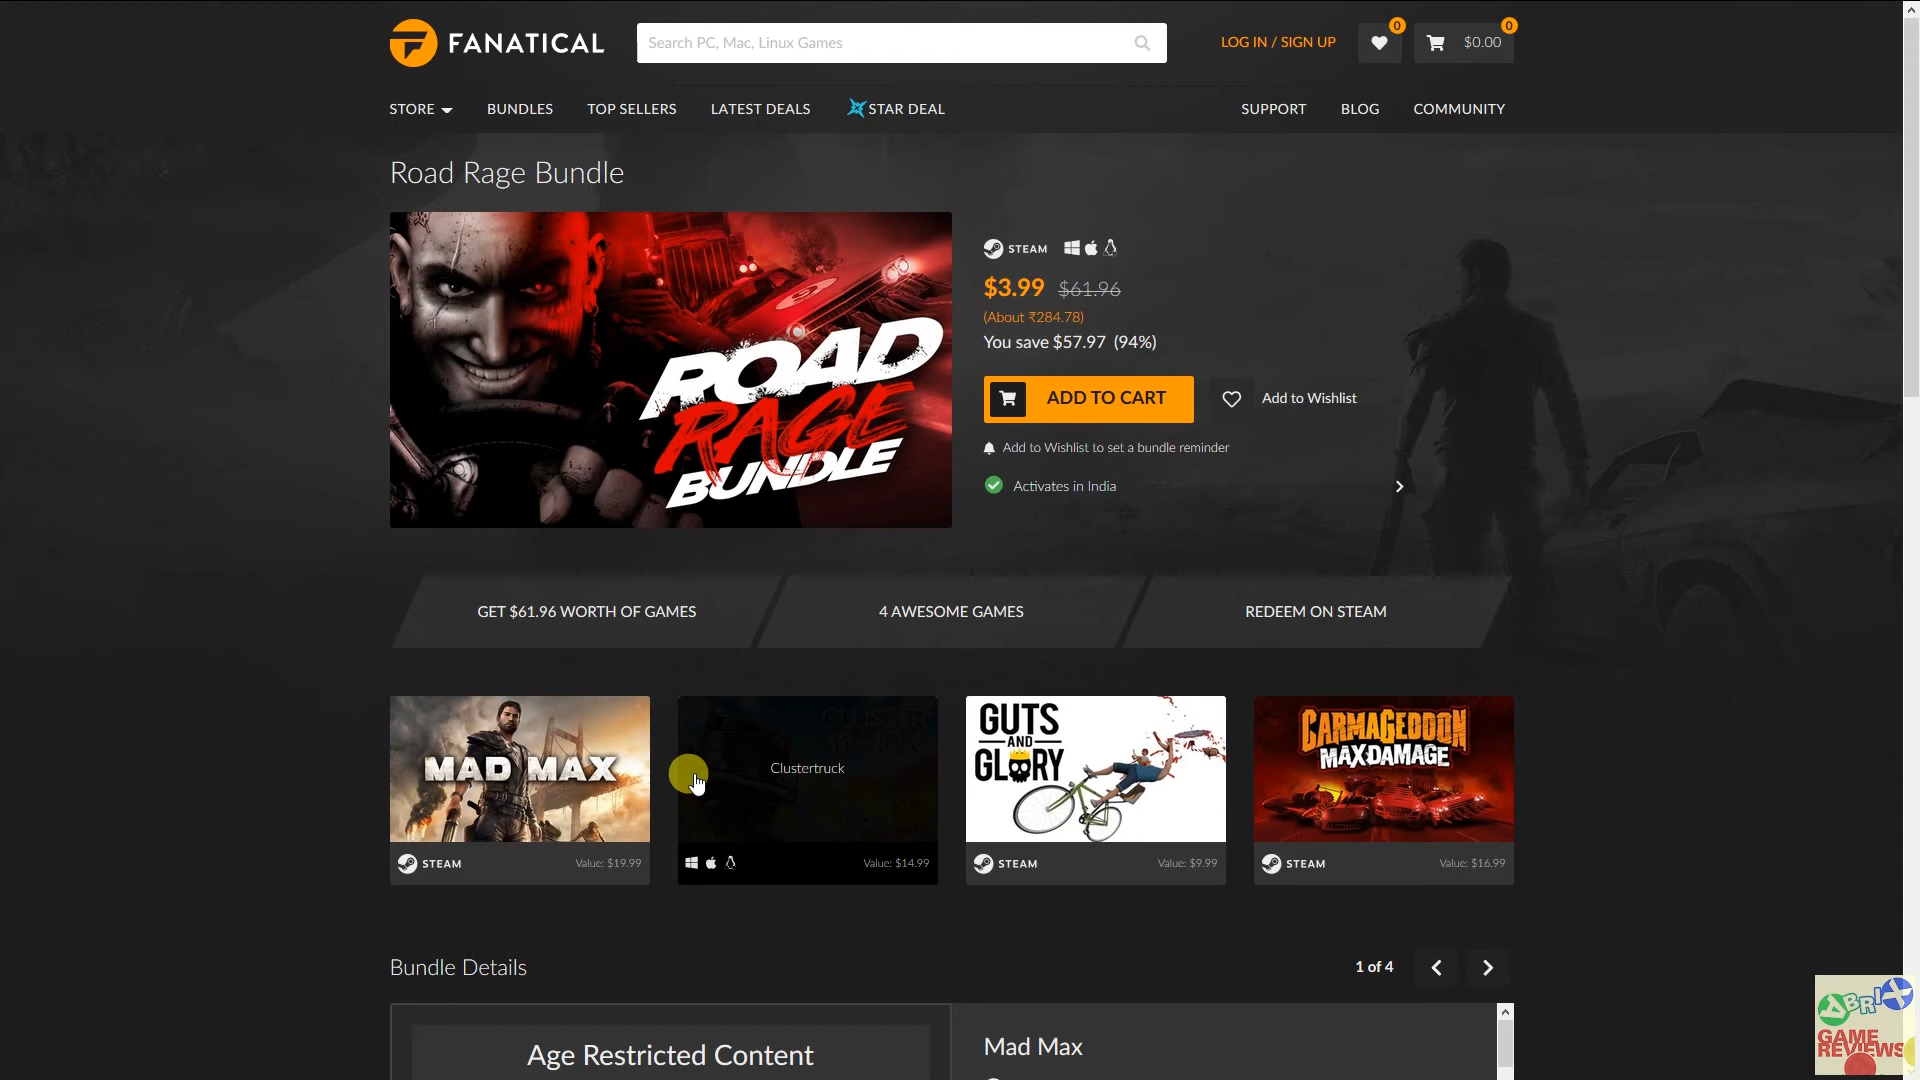 FANATICAL
Search PC, Mac, Linux Games
LOG IN / SIGN UP
0
0
$0.00
STORE
BUNDLES
TOP SELLERS
LATEST DEALS
STAR DEAL
SUPPORT
BLOG
COMMUNITY
Road Rage Bundle
ROAD
RAGE
BUNDLE
STEAM
$3.99 $61.96
(About ₹284.78)
You save $57.97 (94%)
ADD TO CART
Add to Wishlist
Add to Wishlist to set a bundle reminder
Activates in India
GET $61.96 WORTH OF GAMES
4 AWESOME GAMES
REDEEM ON STEAM
MAD MAX
STEAM
Value: $19.99
CLUSTER
TRUCK
Clustertruck
Value: $14.99
GUTS
AND
GLORY
STEAM
Value: $9.99
CARMAGEDDON
MAX DAMAGE
STEAM
Value: $16.99
Bundle Details
1 of 4
Age Restricted Content
Mad Max
ABRIX
GAME
REVIEWS